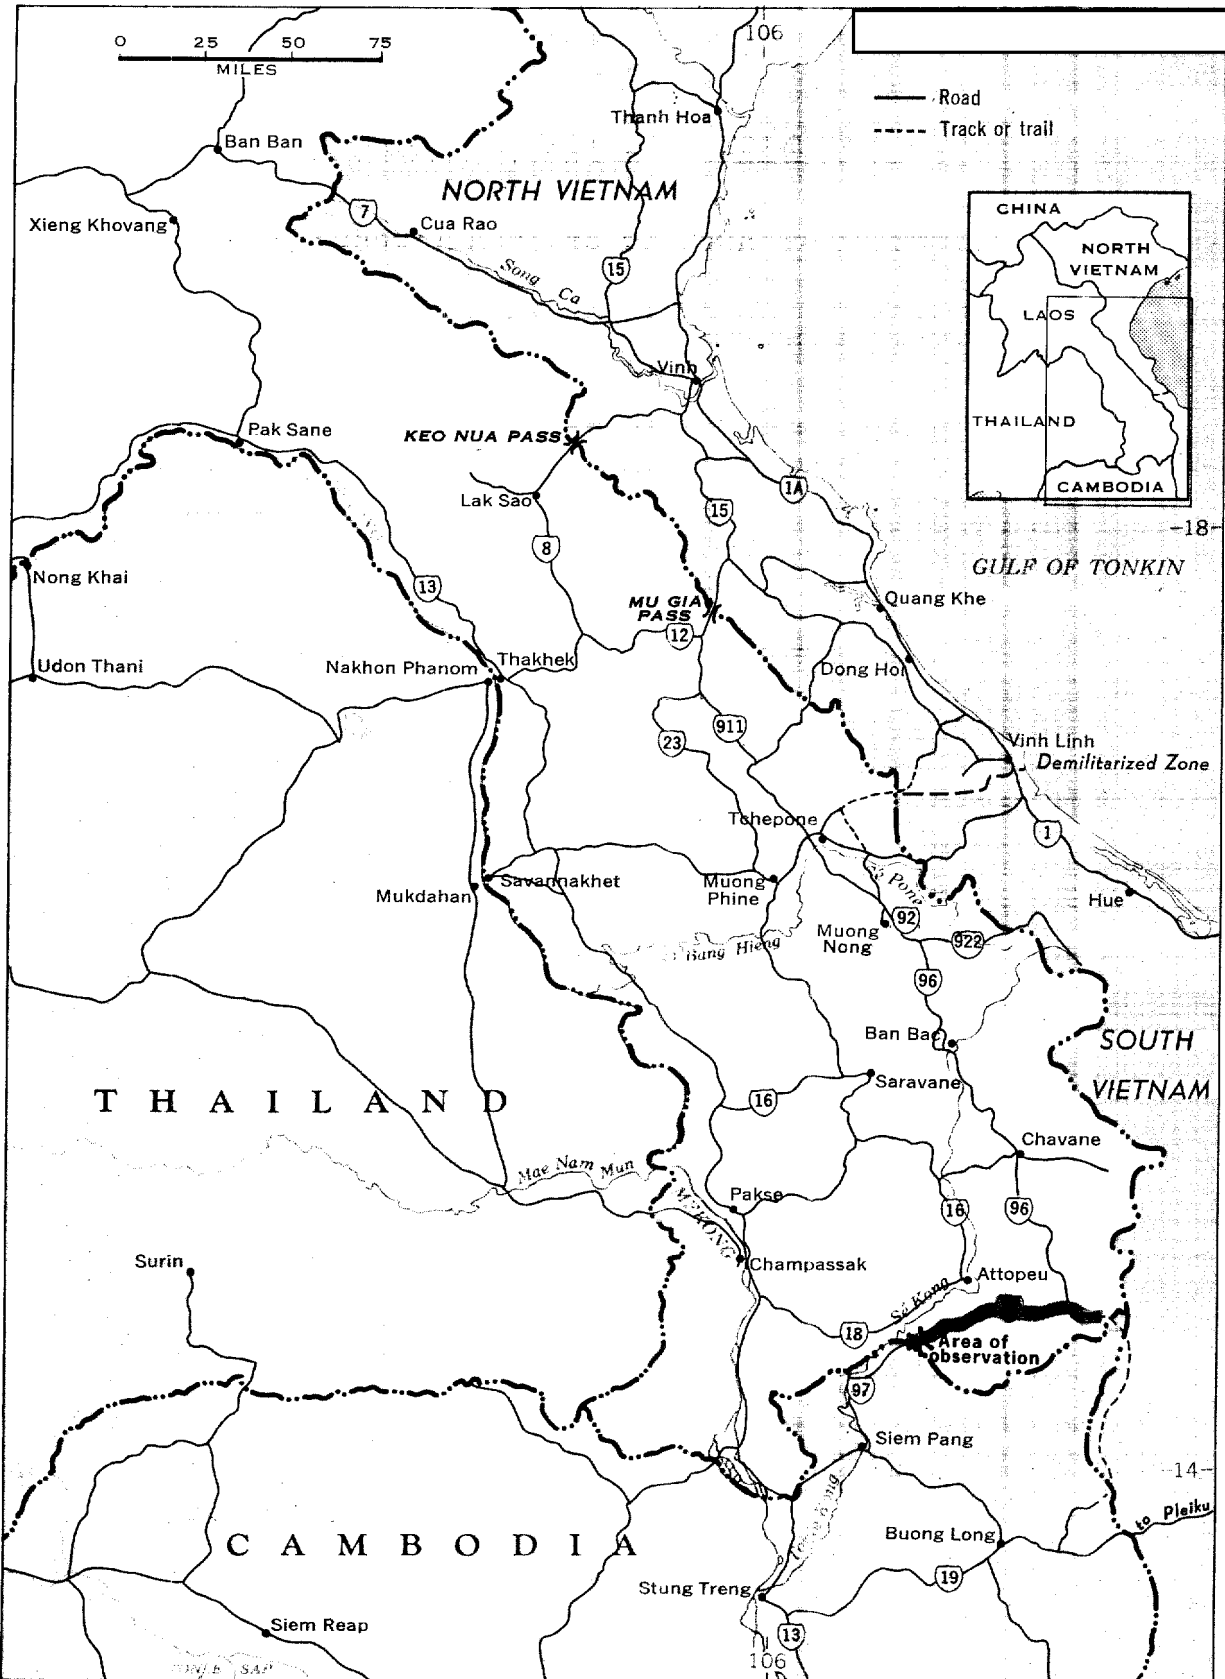 0 25 50 75
MILES
106
Road
Track or trail
Thanh Hoa
Ban Ban
NORTH VIETNAM
CHINA
NORTH
VIETNAM
LAOS
THAILAND
CAMBODIA
Xieng Khovang
7
Cua Rao
Song Ca
15
Vinh
Pak Sane
KEO NUA PASS
Lak Sao
1A
15
18
8
GULF OF TONKIN
Nong Khai
13
MU GIA
PASS
Quang Khe
12
Udon Thani
Nakhon Phanom
Thakhek
Dong Hoi
911
23
Vinh Linh
Demilitarized Zone
Tchepone
1
Savannakhet
Mukdahan
Muong
Phine
Pone
Hue
92
Muong
Nong
922
Bang Hieng
96
Ban Bac
SOUTH
VIETNAM
Saravane
THAILAND
16
Chavane
Mae Nam Mun
Pakse
MEKONG
16
96
Surin
Champassak
Attopeu
Se Kong
18
Area of
observation
97
Siem Pang
14
to Pleiku
CAMBODIA
Buong Long
19
Stung Treng
Siem Reap
13
106
TONLE SAP